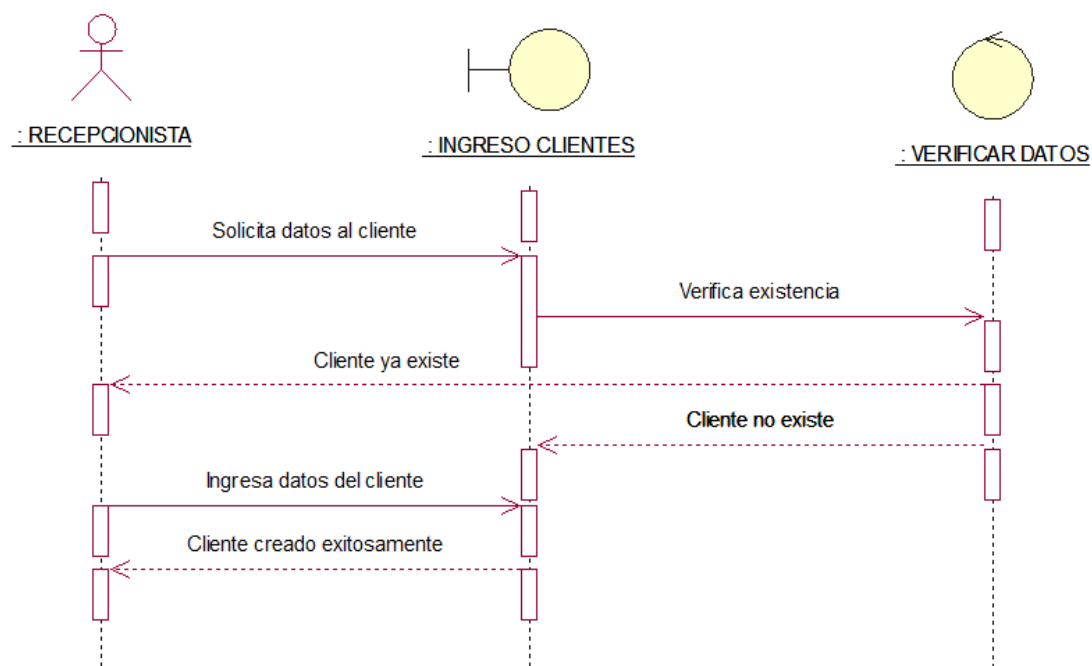 : RECEPCIONISTA
: INGRESO CLIENTES
: VERIFICAR DATOS
Solicita datos al cliente
Verifica existencia
Cliente ya existe
Cliente no existe
Ingresa datos del cliente
Cliente creado exitosamente